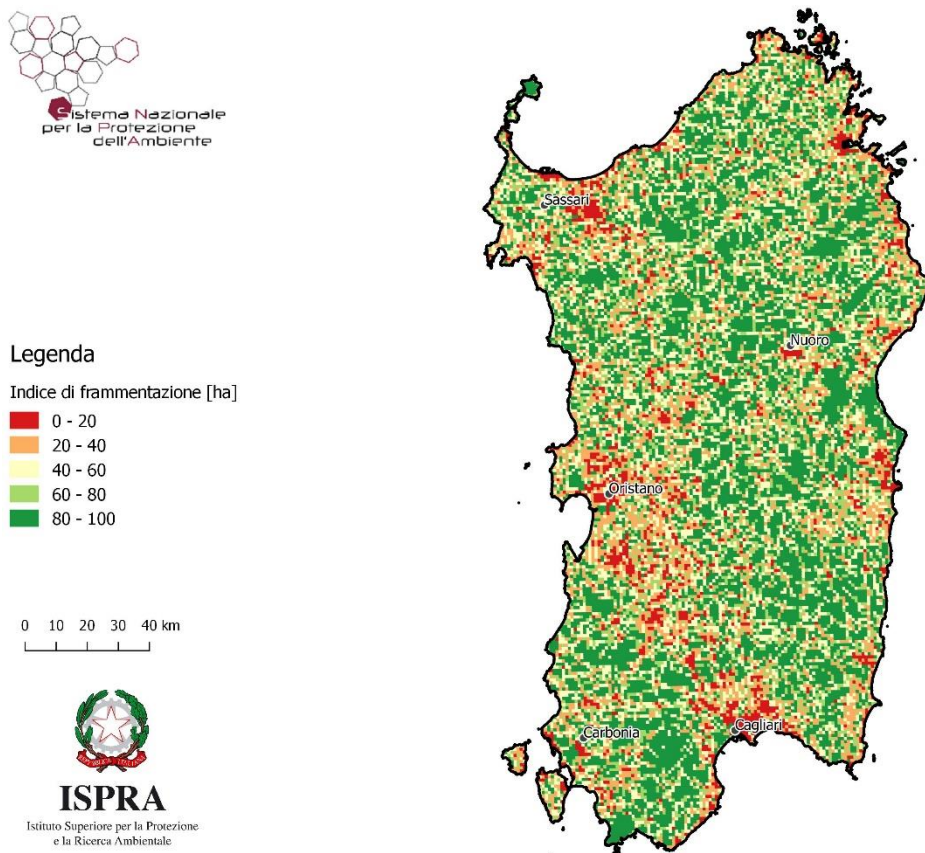 Sistema Nazionale
per la Protezione
dell'Ambiente
Sassari
Nuoro
Legenda
Indice di frammentazione [ha]
0 - 20
20 - 40
40 - 60
60 - 80
80 - 100
Oristano
0 10 20 30 40 km
Carbonia
Cagliari
REPVBBLICA ITALIANA
ISPRA
Istituto Superiore per la Protezione
e la Ricerca Ambientale